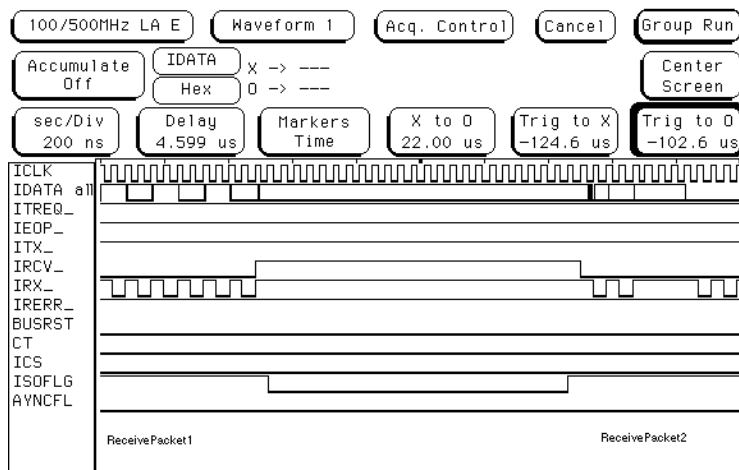 100/500MHz LA E
Waveform 1
Acq. Control
Cancel
Group Run
Accumulate
Off
IDATA
Hex
X -> ---
O -> ---
Center
Screen
sec/Div
200 ns
Delay
4.599 us
Markers
Time
X to O
22.00 us
Trig to X
-124.6 us
Trig to O
-102.6 us
ICLK
IDATA all
ITREQ_
IEOP_
ITX_
IRCV_
IRX_
IRERR_
BUSRST
CT
ICS
ISOFLG
AYNCFL
ReceivePacket1
ReceivePacket2